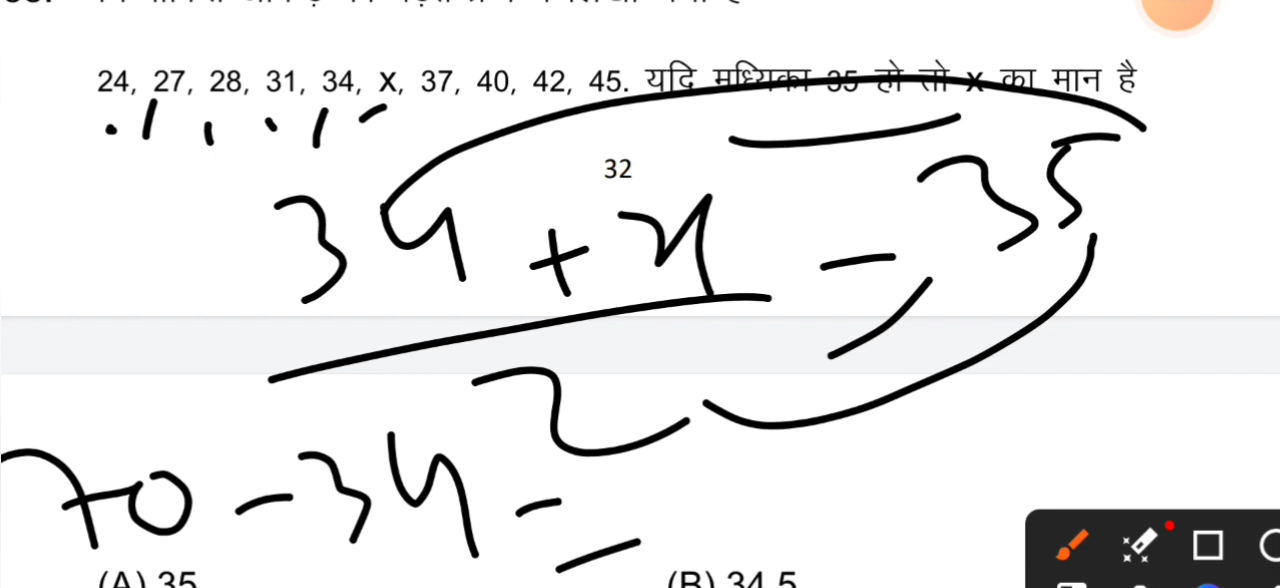 24, 27, 28, 31, 34, x, 37, 40, 42, 45. यदि मध्यिका 35 हो तो x का मान है
32
34 + x = 35
2
70 - 34 =
(A) 35 (B) 34.5